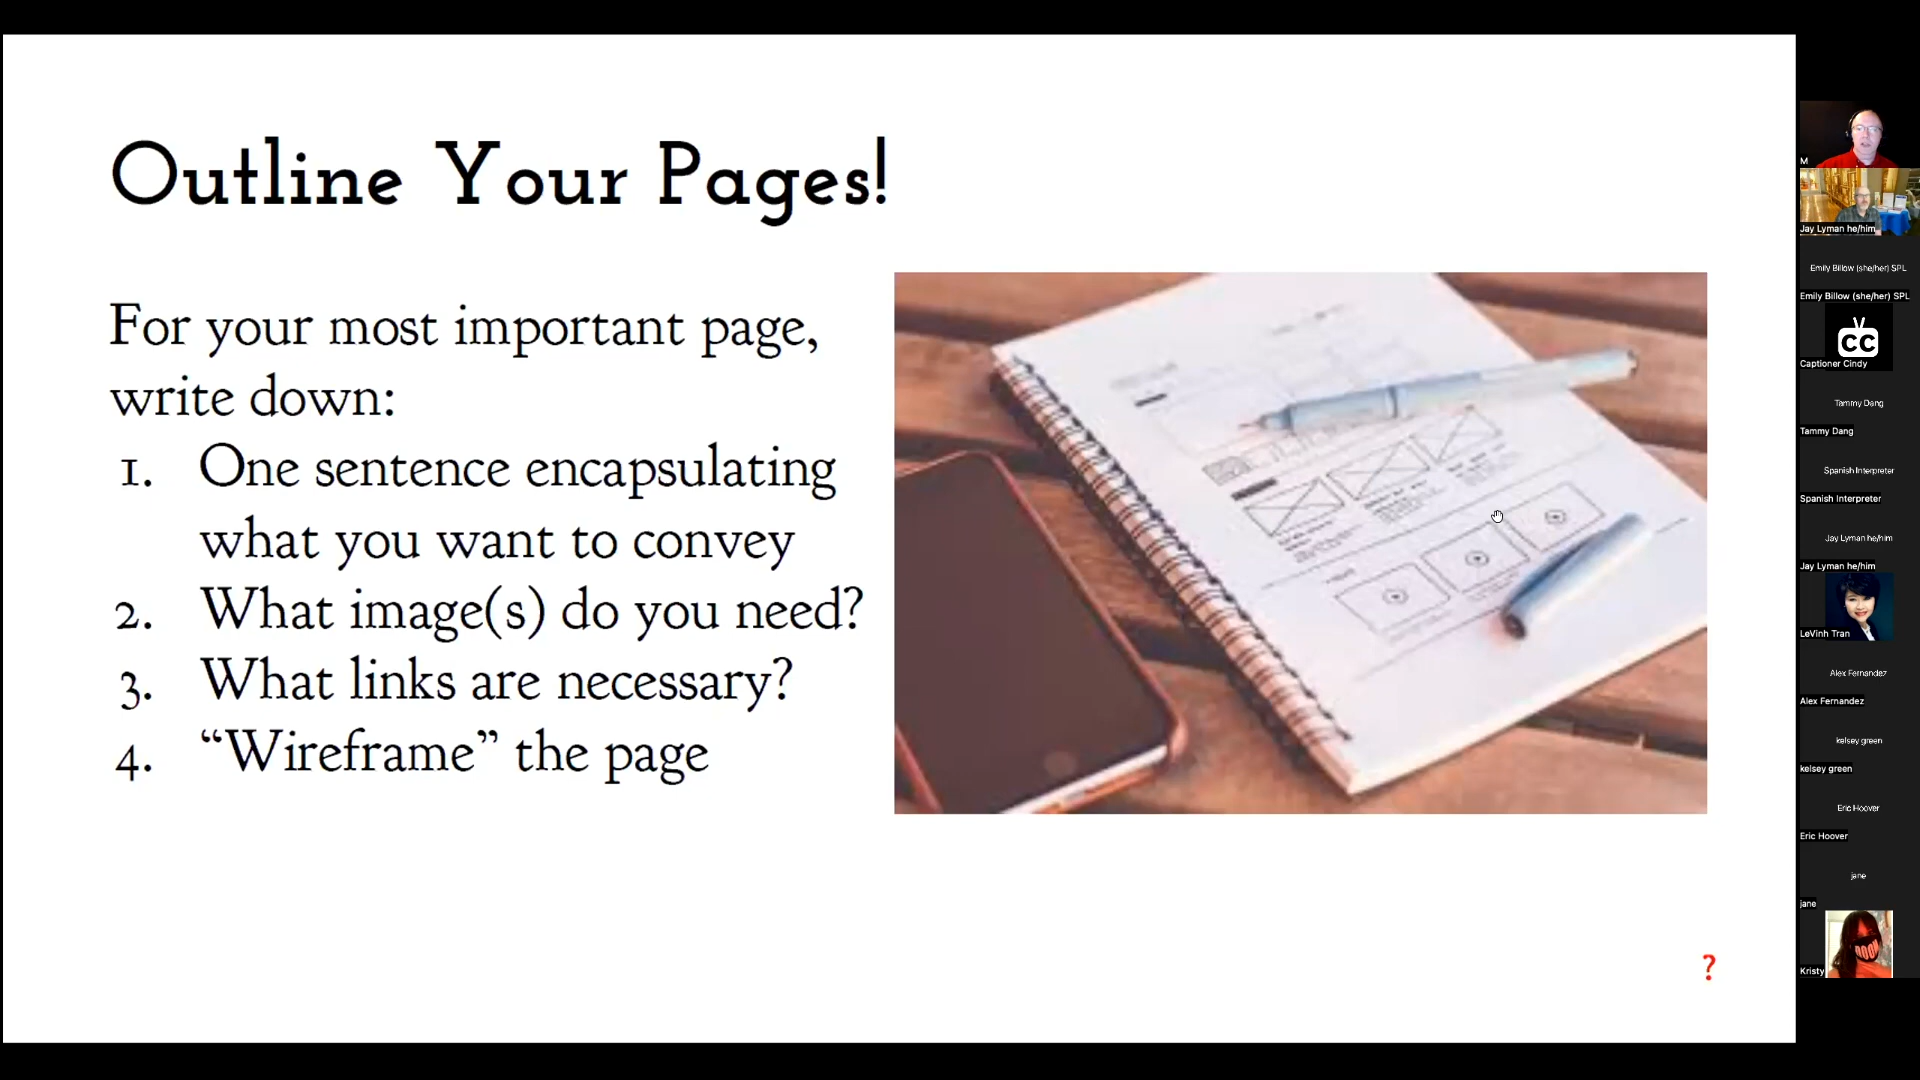 Outline Your Pages!
For your most important page,
write down:
1. One sentence encapsulating
what you want to convey
2. What image(s) do you need?
3. What links are necessary?
4. “Wireframe” the page
?
M
Jay Lyman he/him
Emily Billow (she/her) SPL
Emily Billow (she/her) SPL
CC
Captioner Cindy
Tammy Dang
Tammy Dang
Spanish Interpreter
Spanish Interpreter
Jay Lyman he/him
Jay Lyman he/him
LeVinh Tran
Alex Fernandez
Alex Fernandez
kelsey green
kelsey green
Eric Hoover
Eric Hoover
jane
jane
Kristy